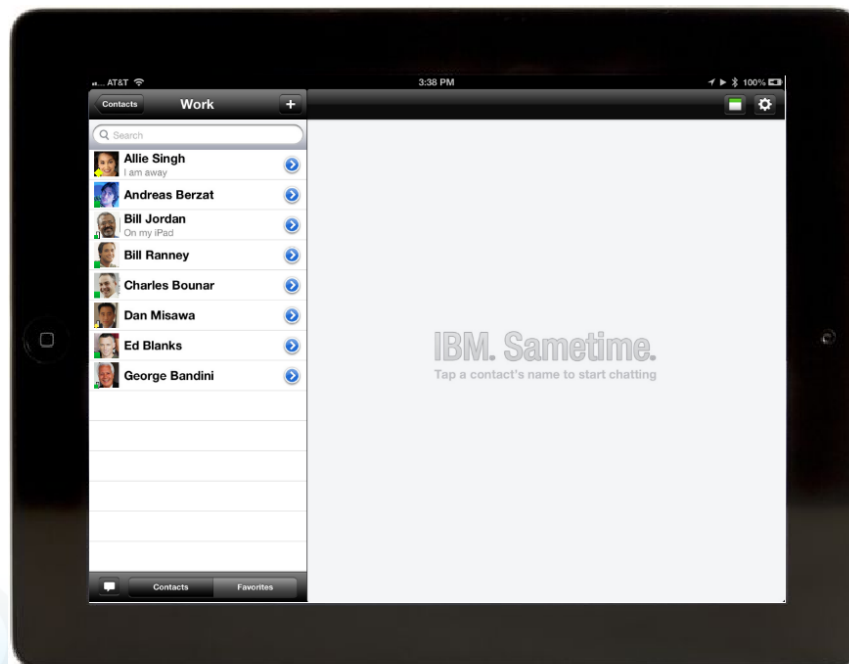 AT&T
3:38 PM
100%
Contacts
Work
+
Search
Allie Singh
I am away
Andreas Berzat
Bill Jordan
On my iPad
Bill Ranney
Charles Bounar
Dan Misawa
Ed Blanks
George Bandini
IBM. Sametime.
Tap a contact's name to start chatting
Contacts
Favorites